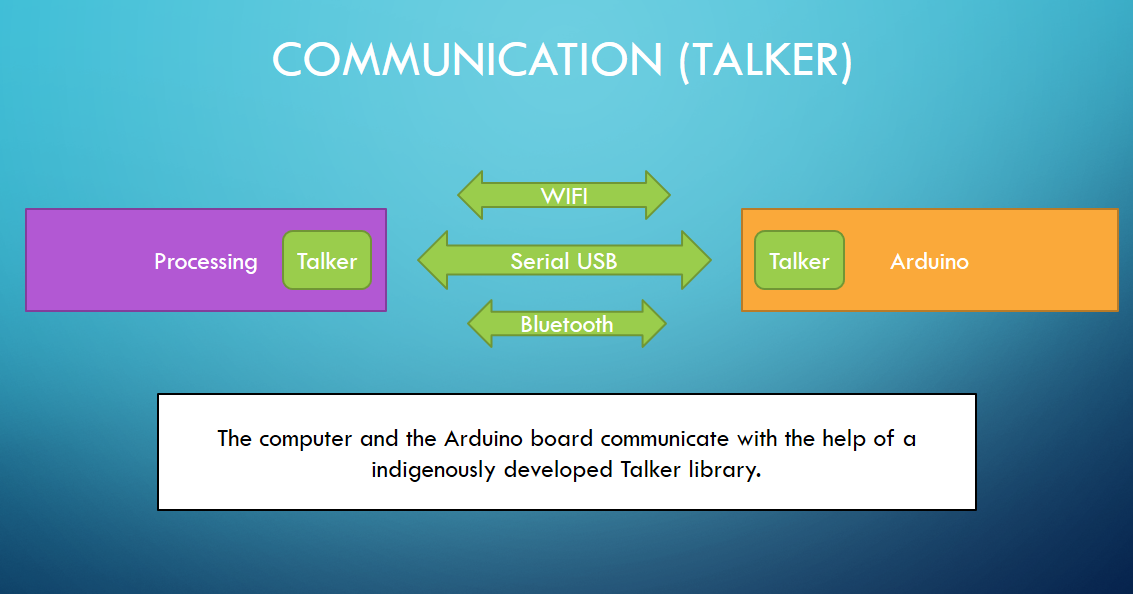 COMMUNICATION (TALKER)
WIFI
Processing
Talker
Serial USB
Talker
Arduino
Bluetooth
The computer and the Arduino board communicate with the help of a
indigenously developed Talker library.